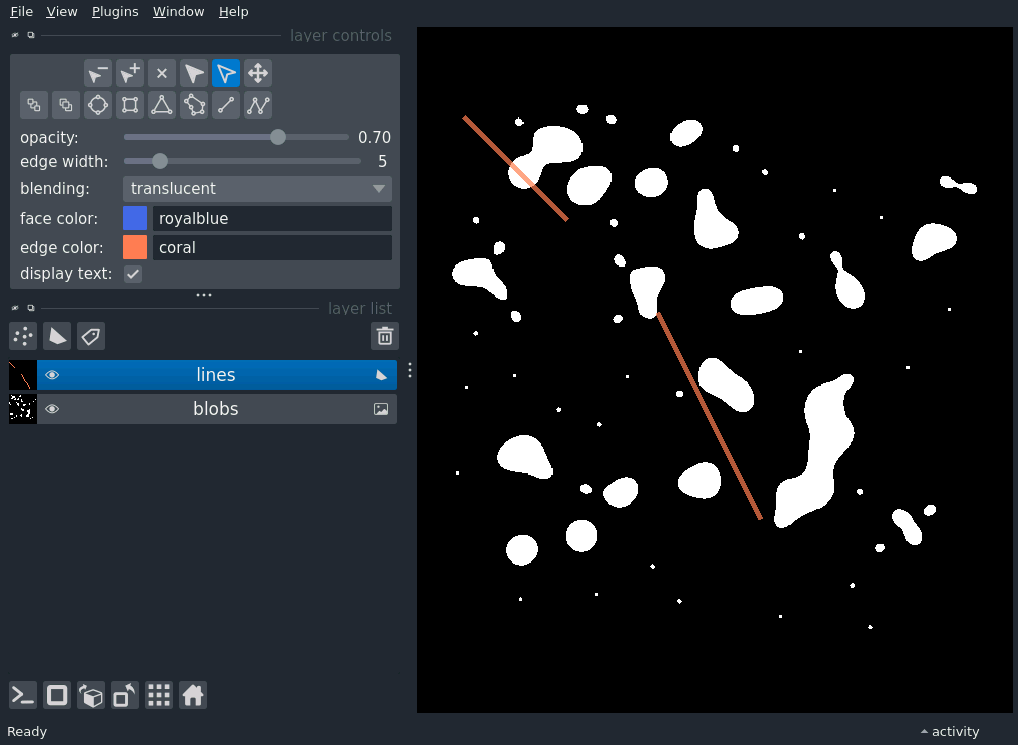 File View Plugins Window Help
layer controls
opacity: 0.70
edge width: 5
blending: translucent
face color: royalblue
edge color: coral
display text:
layer list
lines
blobs
Ready activity